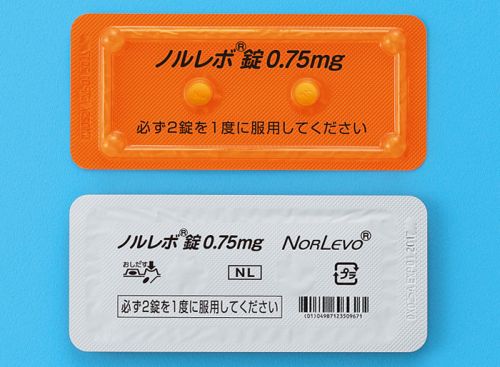 ノルレボ®錠0.75mg
必ず2錠を1度に服用してください
ノルレボ®錠0.75mg NORLEVO®
おしだす
NL
プラ
必ず2錠を1度に服用してください
(01)04987123509671